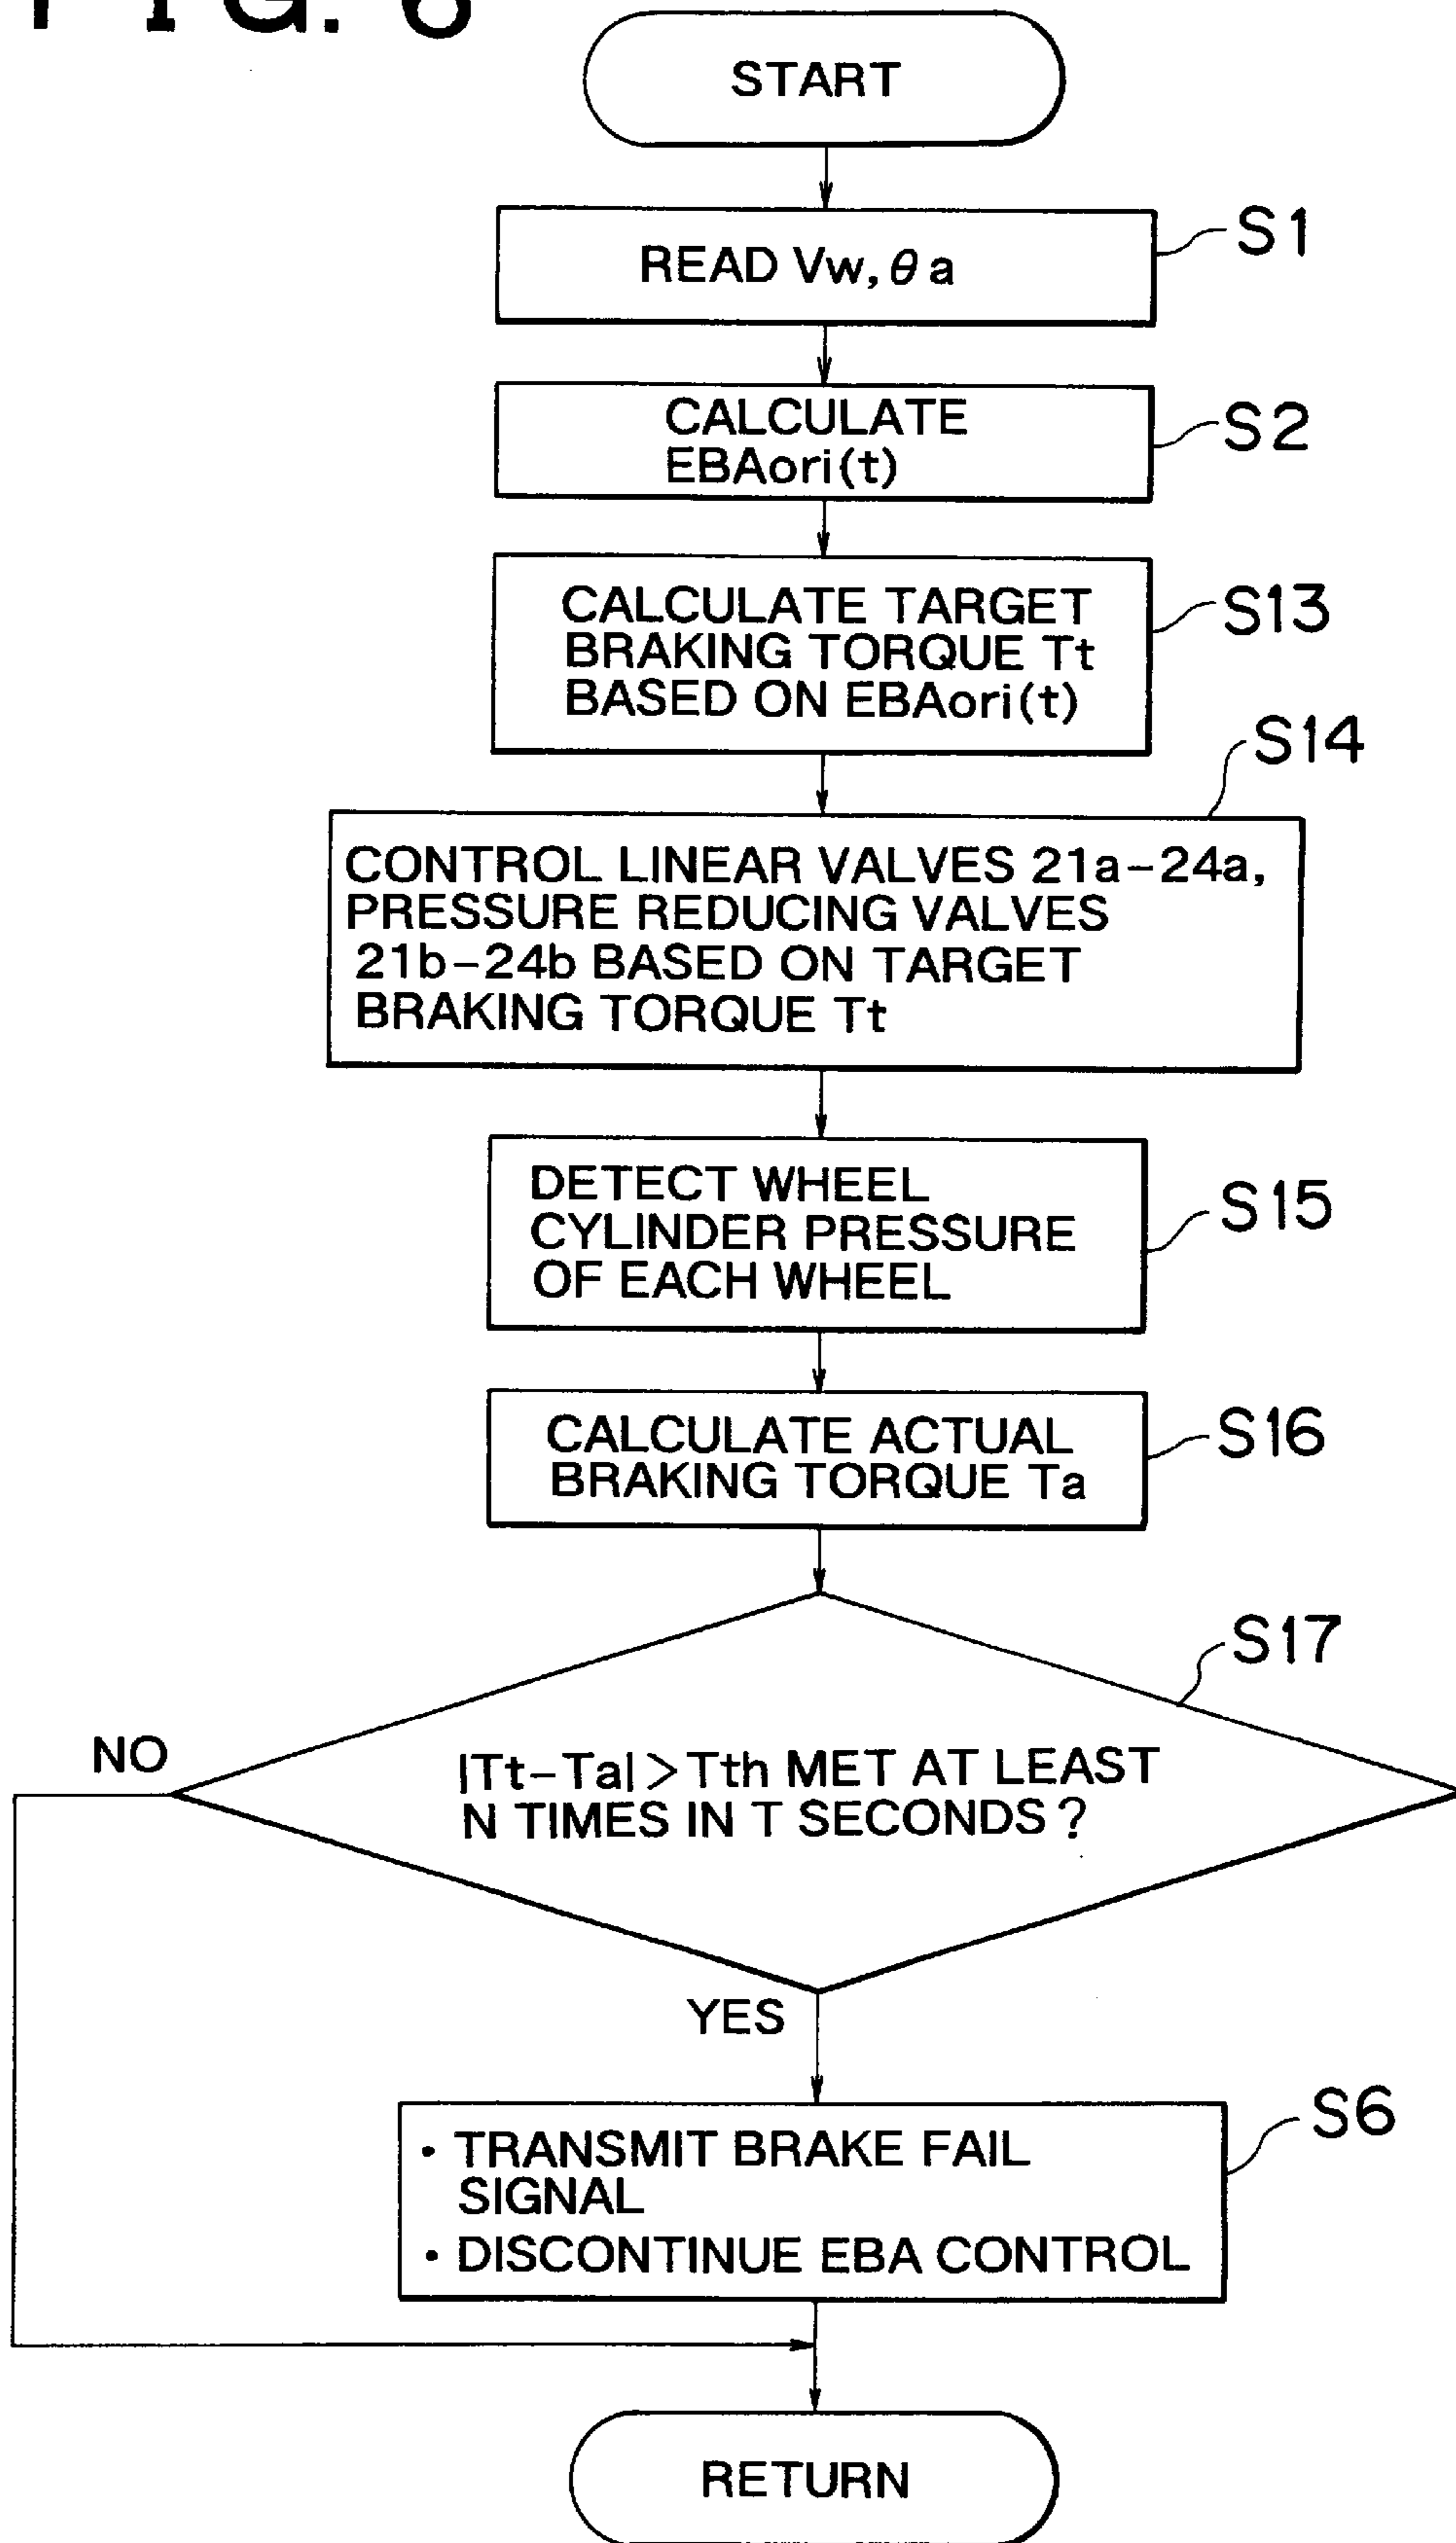 FIG. 6
START
READ Vw, θa
S1
CALCULATE
EBAori(t)
S2
CALCULATE TARGET
BRAKING TORQUE Tt
BASED ON EBAori(t)
S13
S14
CONTROL LINEAR VALVES 21a-24a,
PRESSURE REDUCING VALVES
21b-24b BASED ON TARGET
BRAKING TORQUE Tt
DETECT WHEEL
CYLINDER PRESSURE
OF EACH WHEEL
S15
CALCULATE ACTUAL
BRAKING TORQUE Ta
S16
S17
NO
|Tt-Ta| > Tth MET AT LEAST
N TIMES IN T SECONDS ?
YES
S6
• TRANSMIT BRAKE FAIL
SIGNAL
• DISCONTINUE EBA CONTROL
RETURN